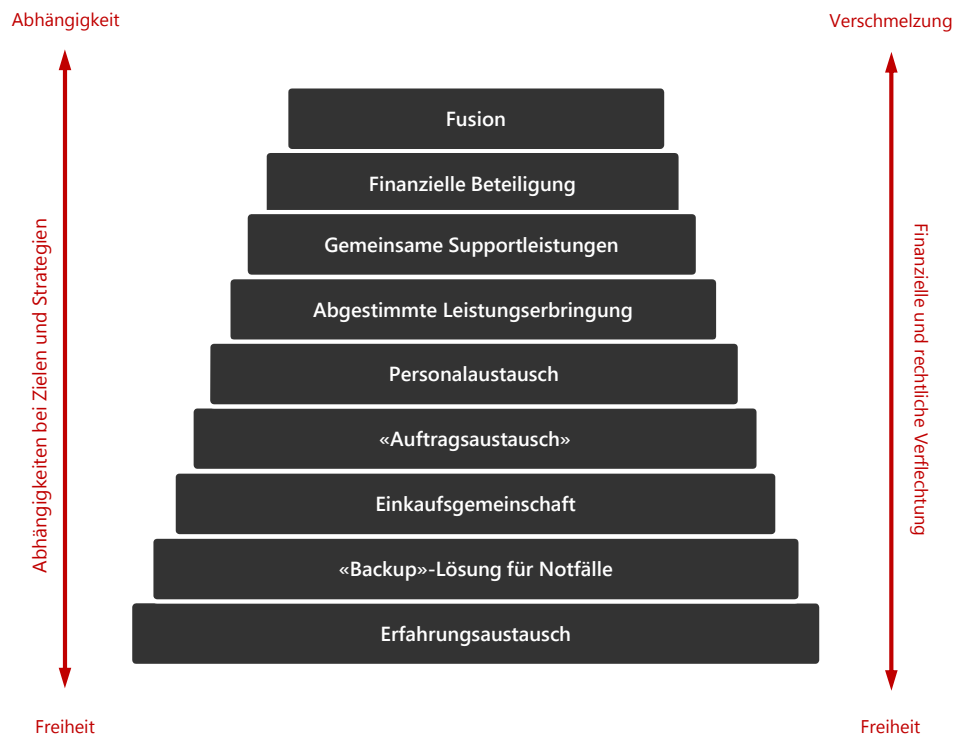 Abhängigkeit
Verschmelzung
Fusion
Finanzielle Beteiligung
Gemeinsame Supportleistungen
Abgestimmte Leistungserbringung
Personalaustausch
«Auftragsaustausch»
Einkaufsgemeinschaft
«Backup»-Lösung für Notfälle
Erfahrungsaustausch
Abhängigkeiten bei Zielen und Strategien
Finanzielle und rechtliche Verflechtung
Freiheit
Freiheit